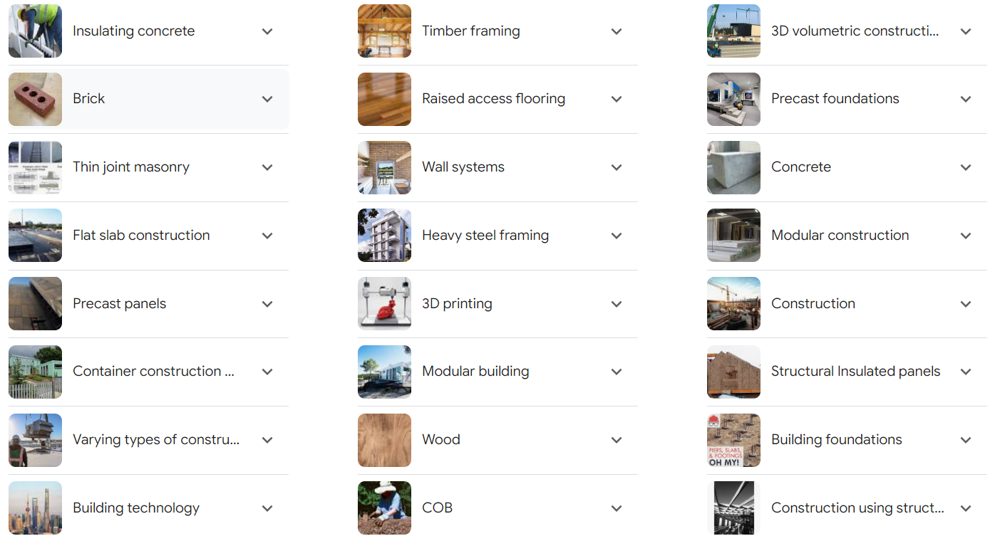 Insulating concrete
Timber framing
3D volumetric constructi...
Brick
Raised access flooring
Precast foundations
Thin joint masonry
Wall systems
Concrete
Flat slab construction
Heavy steel framing
Modular construction
Precast panels
3D printing
Construction
Container construction ...
Modular building
Structural Insulated panels
Varying types of constru...
Wood
Building foundations
PIERS, SLABS,
& FOOTINGS
OH MY!
Building technology
COB
Construction using struct...